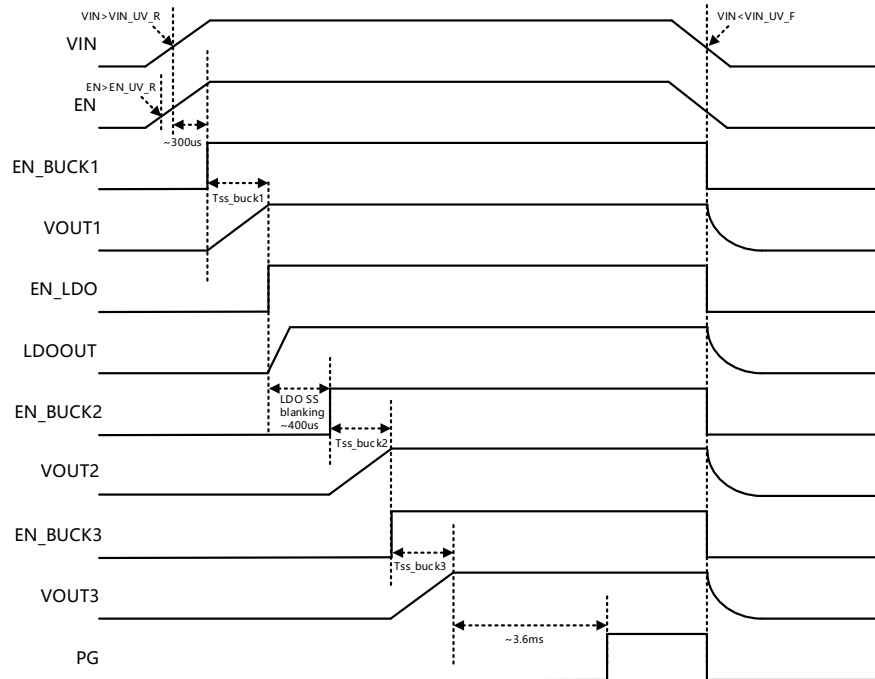 VIN>VIN_UV_R
VIN<VIN_UV_F
VIN
EN>EN_UV_R
EN
~300us
EN_BUCK1
Tss_buck1
VOUT1
EN_LDO
LDOOUT
LDO SS
blanking
~400us
EN_BUCK2
Tss_buck2
VOUT2
EN_BUCK3
Tss_buck3
VOUT3
~3.6ms
PG